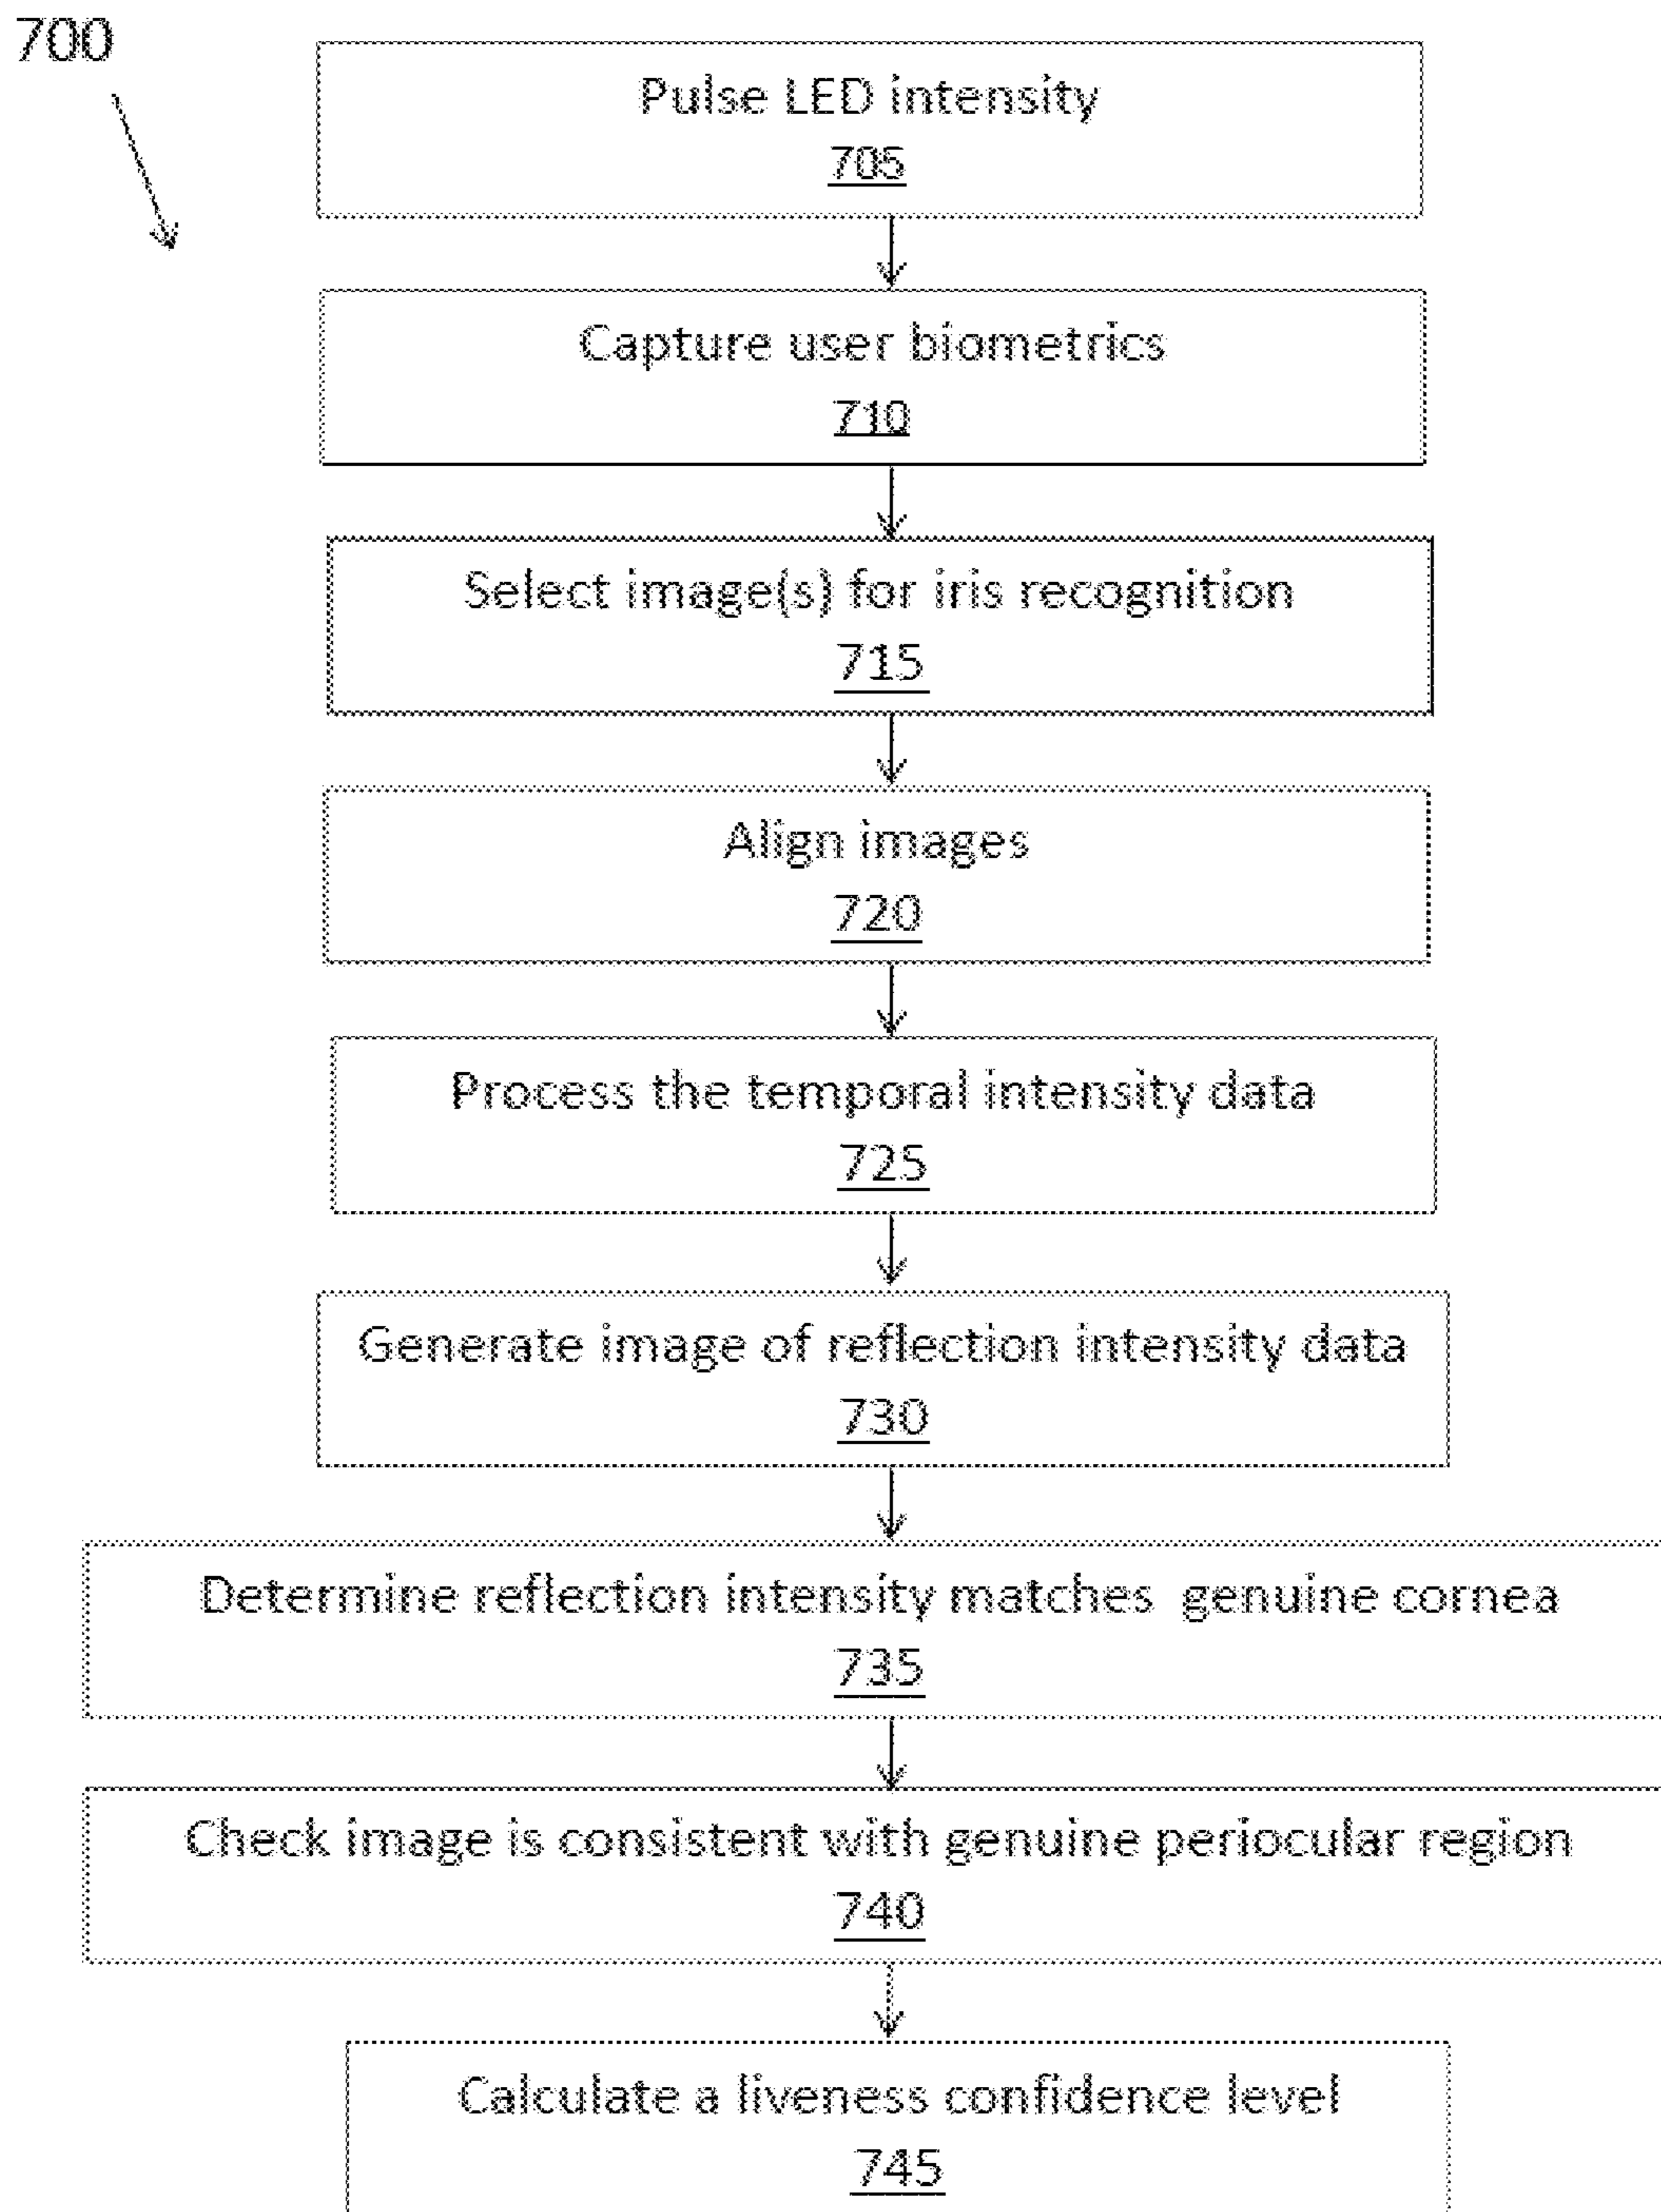 700
Pulse LED intensity
705
Capture user biometrics
710
Select image(s) for iris recognition
715
Align images
720
Process the temporal intensity data
725
Generate image of reflection intensity data
730
Determine reflection intensity matches genuine cornea
735
Check image is consistent with genuine periocular region
740
Calculate a liveness confidence level
745